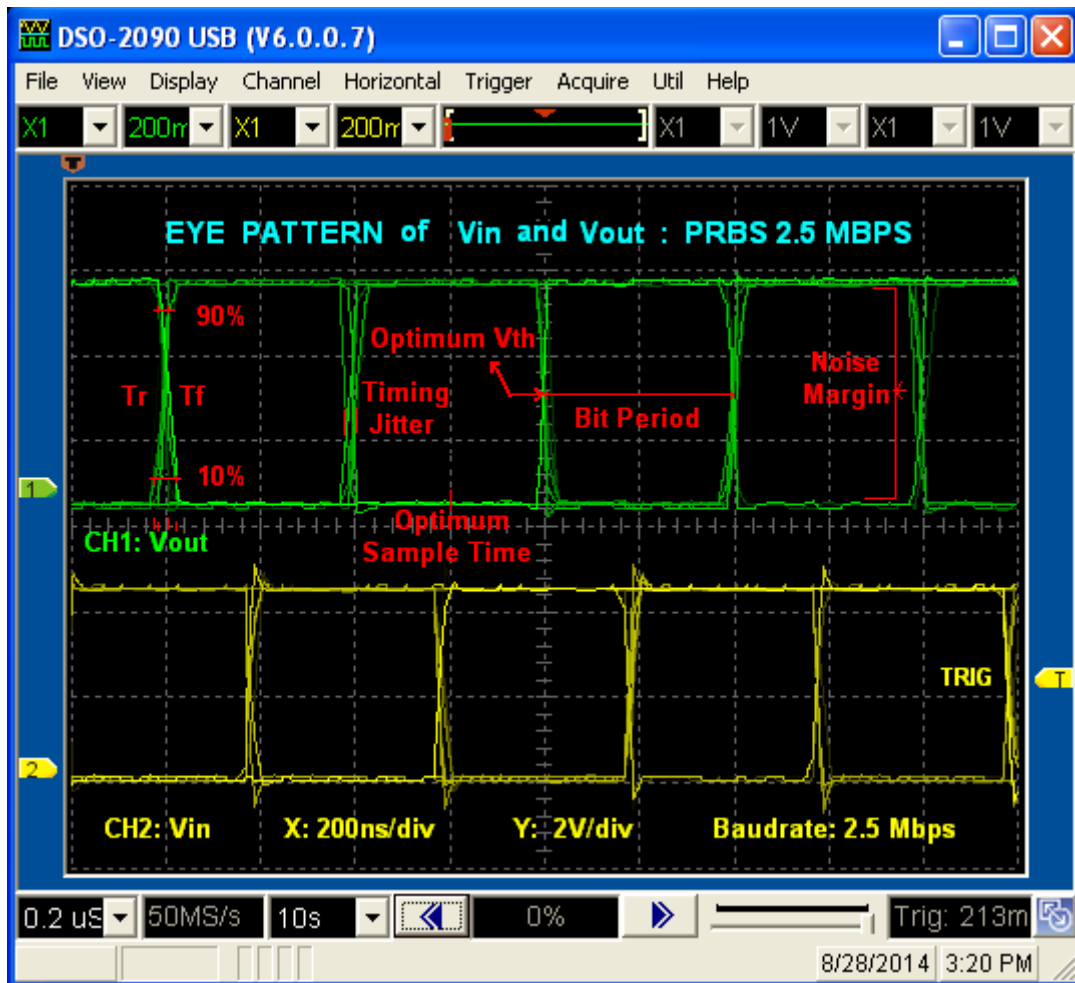 DSO-2090 USB (V6.0.0.7)
File View Display Channel Horizontal Trigger Acquire Util Help
X1 200m X1 200m X1 1V X1 1V
T
EYE PATTERN of Vin and Vout : PRBS 2.5 MBPS
90%
Optimum Vth
Noise
Margin
Tr Tf
Timing
Jitter
Bit Period
10%
1
Optimum
Sample Time
CH1: Vout
TRIG
T
2
CH2: Vin X: 200ns/div Y: 2V/div Baudrate: 2.5 Mbps
0.2 uS 50MS/s 10s 0% Trig: 213m
8/28/2014 3:20 PM